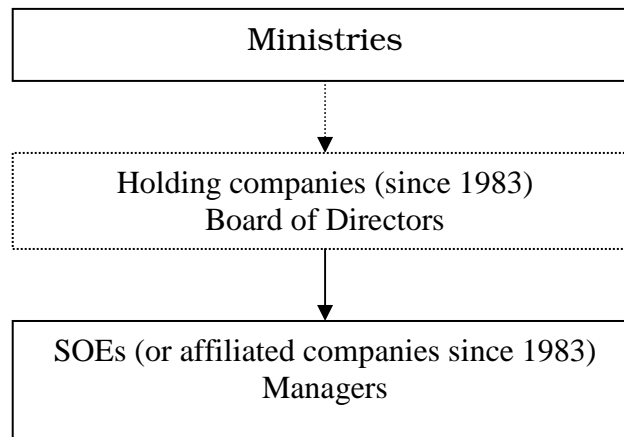 Ministries
Holding companies (since 1983)
Board of Directors
SOEs (or affiliated companies since 1983)
Managers